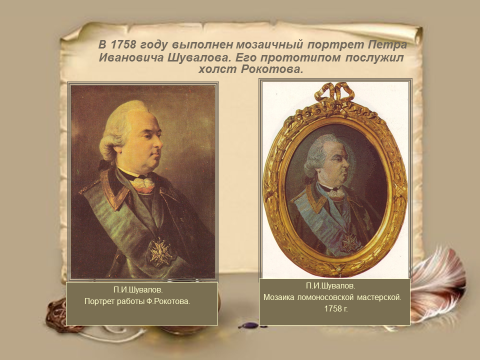 В 1758 году выполнен мозаичный портрет Петра
Ивановича Шувалова. Его прототипом послужил
холст Рокотова.
П.И.Шувалов.
Портрет работы Ф.Рокотова.
П.И.Шувалов.
Мозаика ломоносовской мастерской.
1758 г.